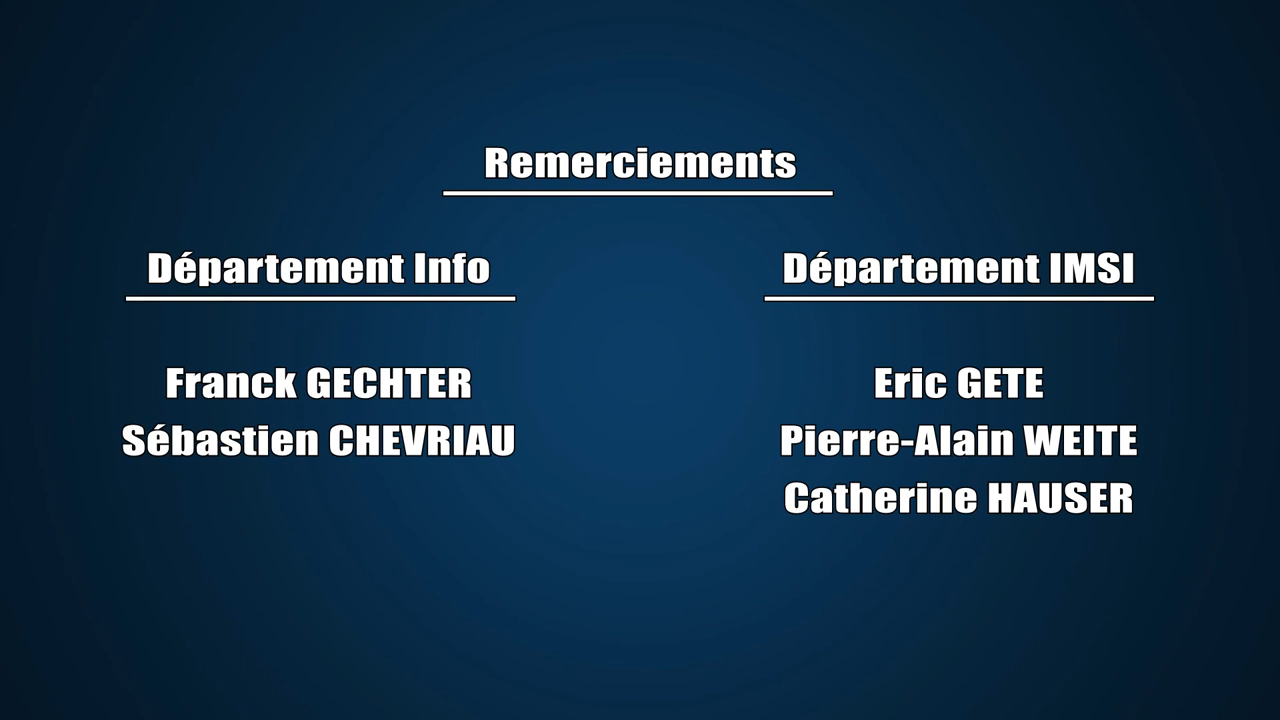 Remerciements
Département Info
Franck GECHTER
Sébastien CHEVRIAU
Département IMSI
Eric GETE
Pierre-Alain WEITE
Catherine HAUSER